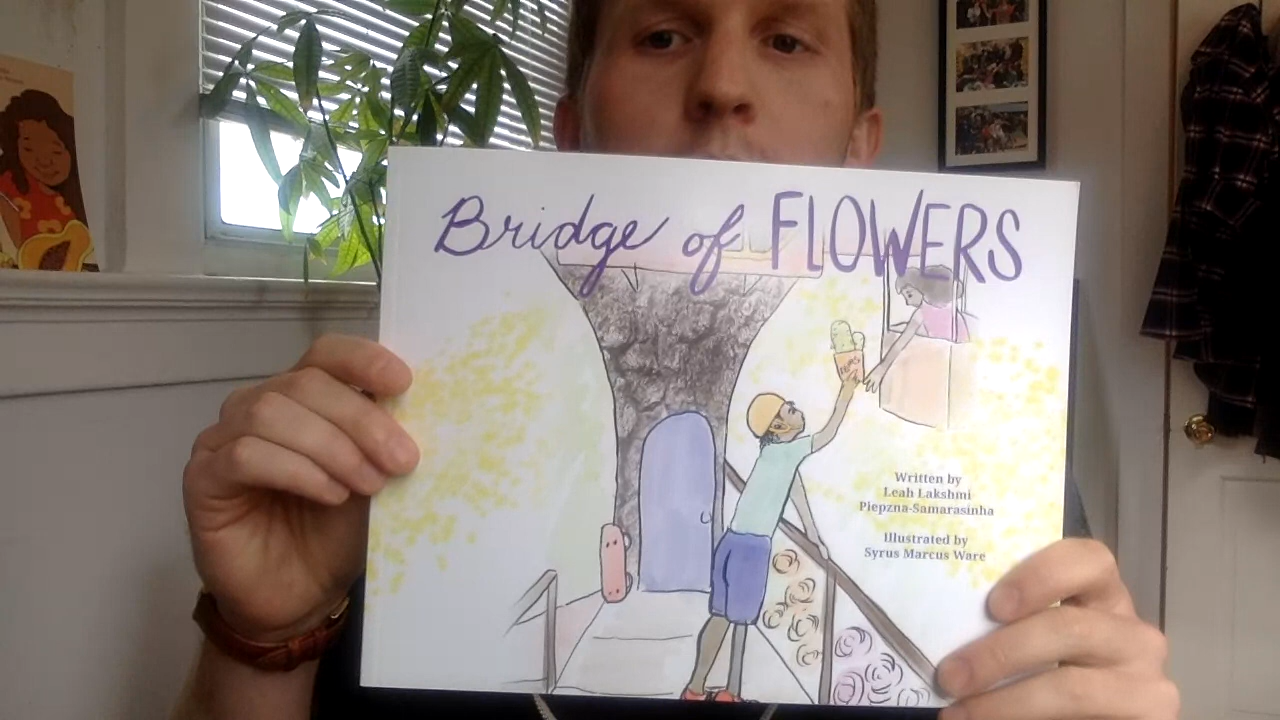 Bridge of FLOWERS
Written by
Leah Lakshmi
Piepzna-Samarasinha
Illustrated by
Syrus Marcus Ware